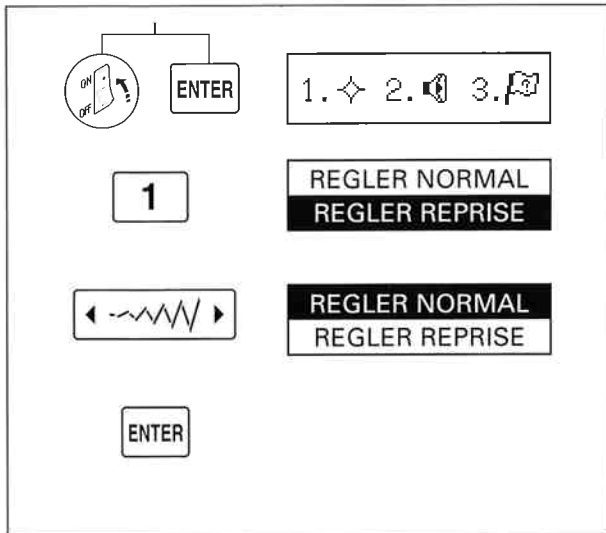 ON
OFF
ENTER
1. 2. 3. ?
1
REGLER NORMAL
REGLER REPRISE
REGLER NORMAL
REGLER REPRISE
ENTER